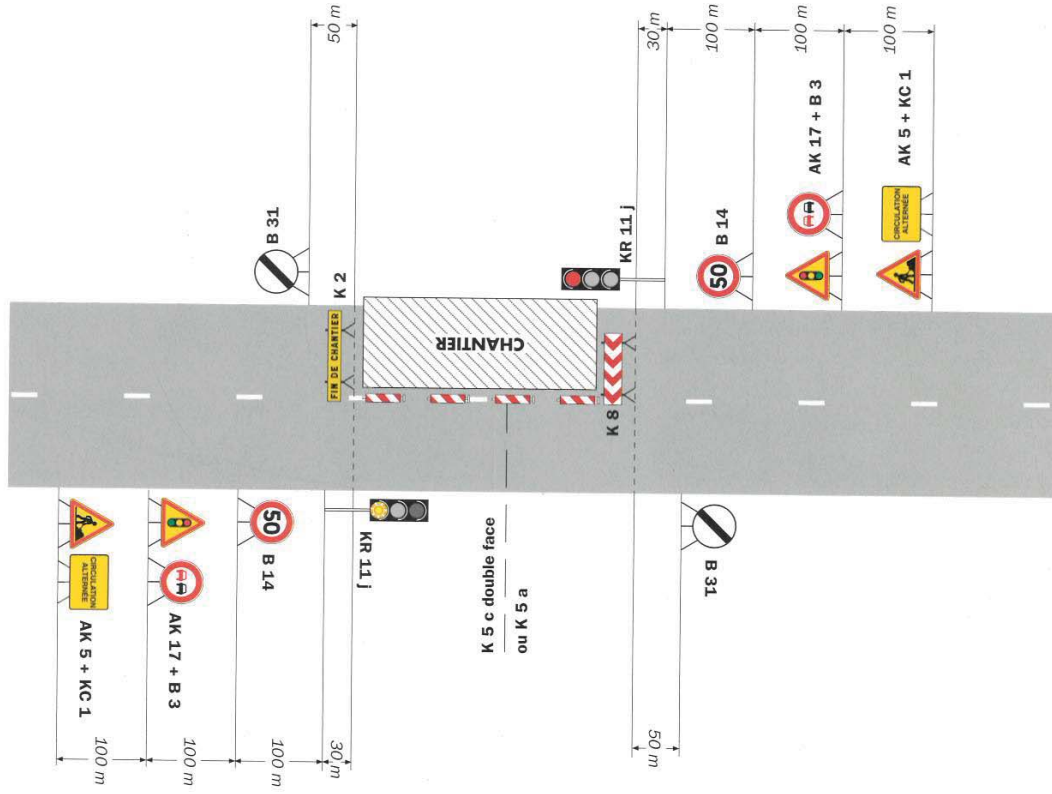 50 m
30 m
100 m
100 m
100 m
B 31
K 2
FIN DE CHANTIER
CHANTIER
KR 11 j
K 8
B 14
50
AK 17 + B 3
AK 5 + KC 1
CIRCULATION
ALTERNÉE
CIRCULATION
ALTERNÉE
AK 5 + KC 1
AK 17 + B 3
50
B 14
KR 11 j
K 5 c double face
ou K 5 a
B 31
100 m
100 m
100 m
30 m
50 m